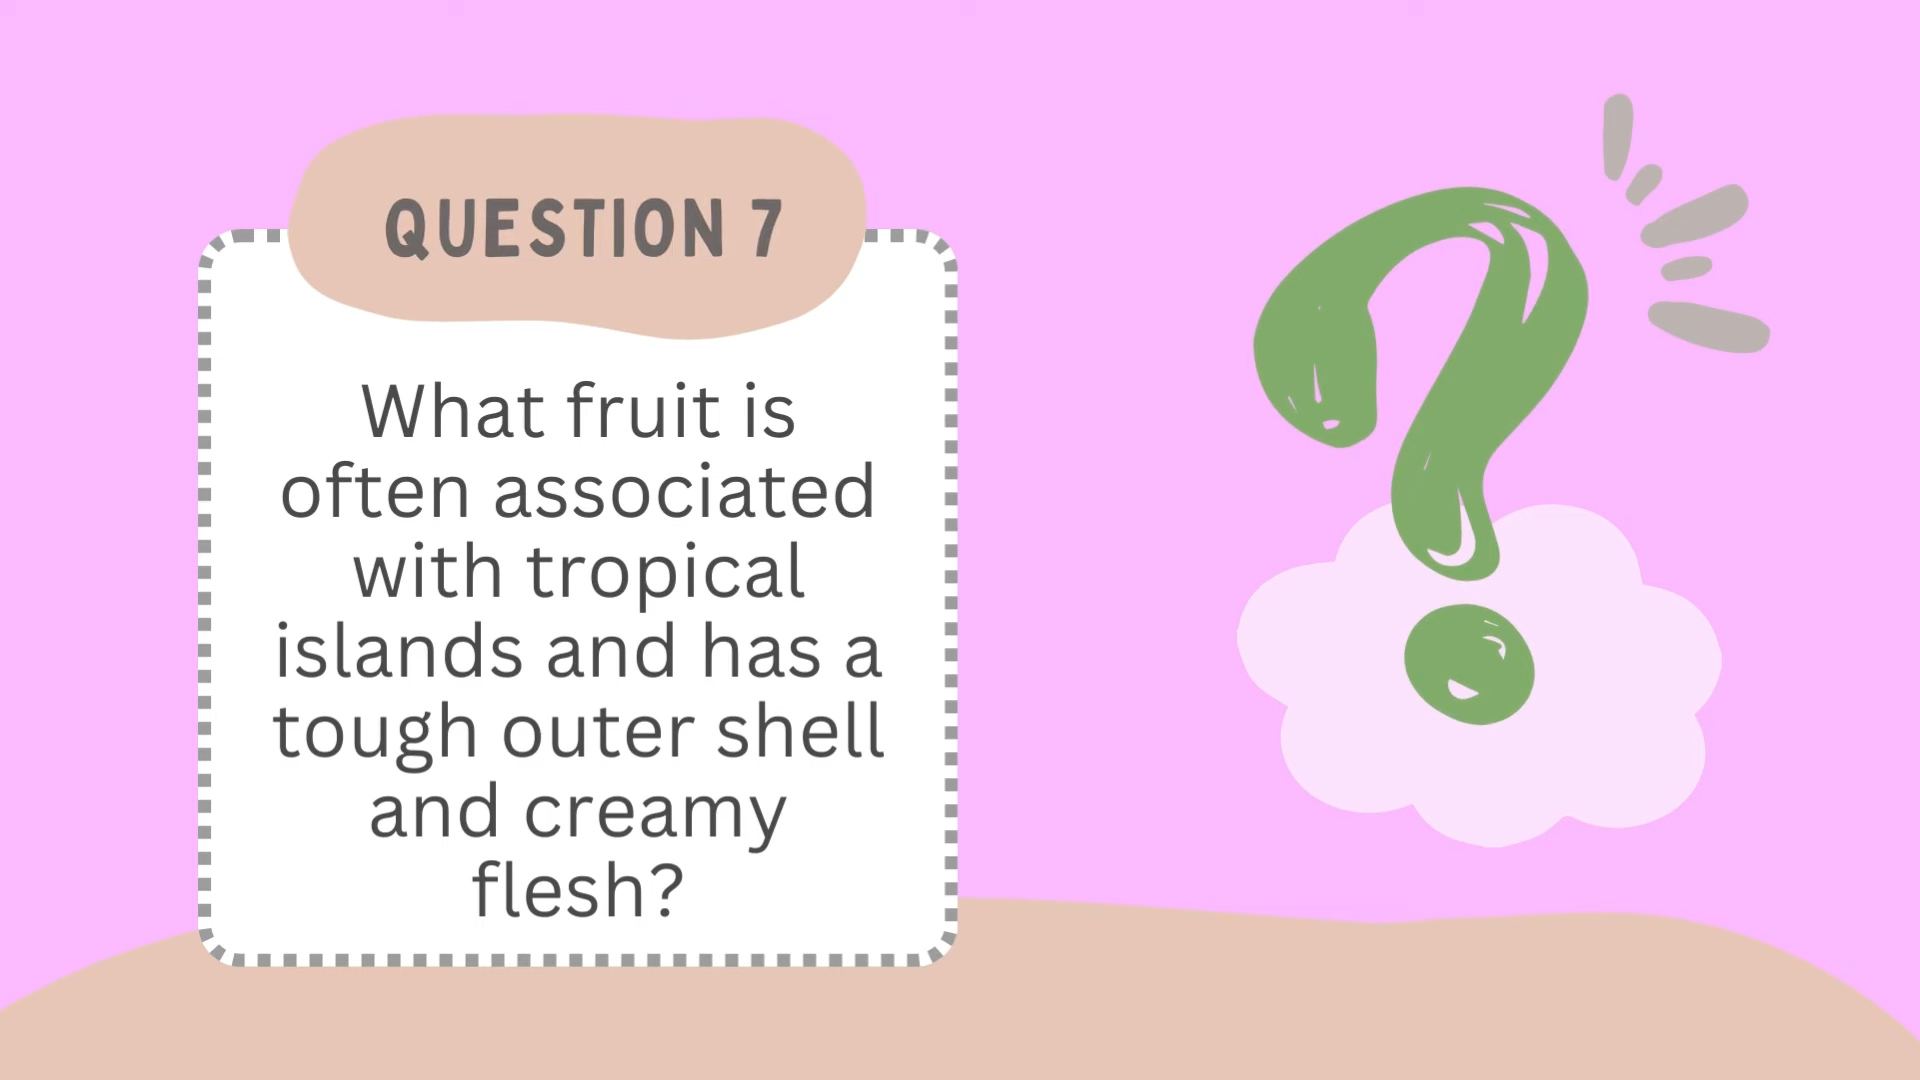 QUESTION 7
What fruit is
often associated
with tropical
islands and has a
tough outer shell
and creamy
flesh?